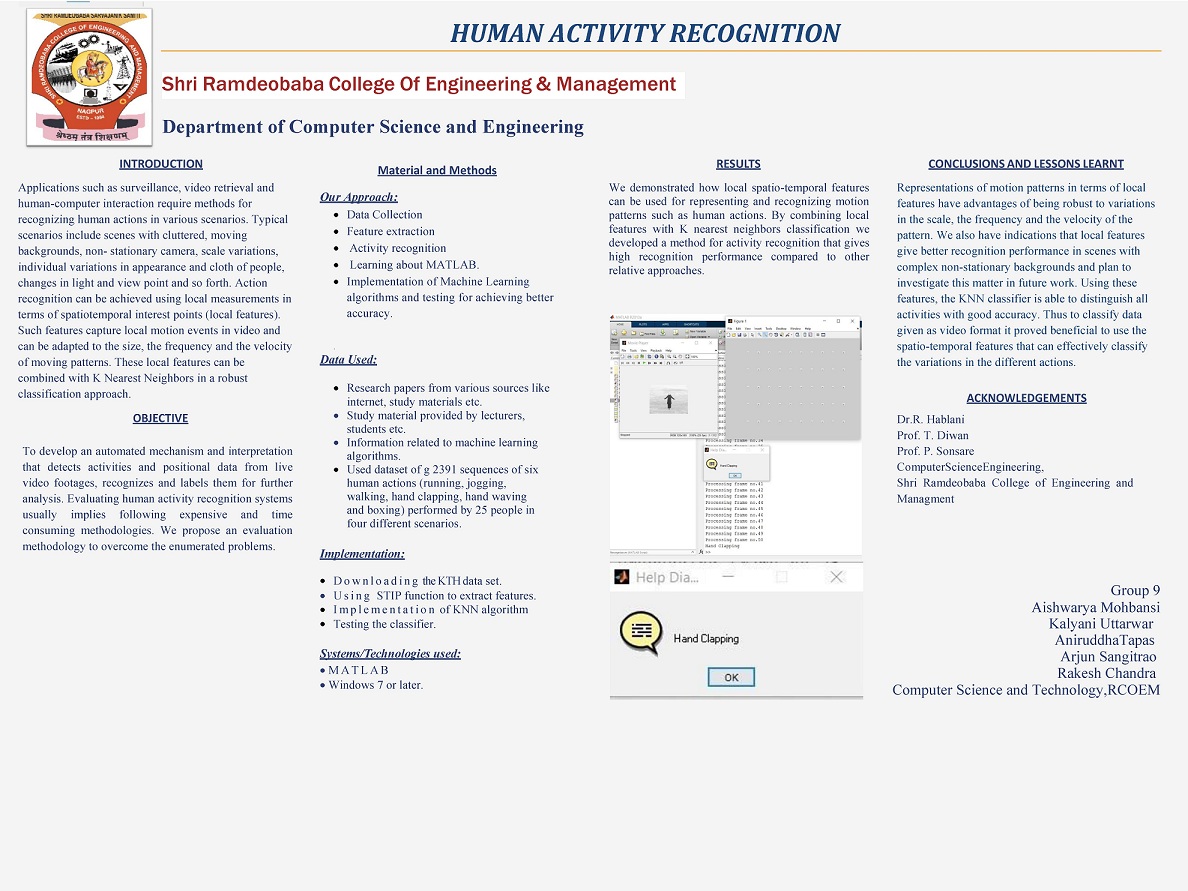 SHRI RAMDEOBABA SARVAJANIK SAMITI
SHRI RAMDEOBABA COLLEGE OF ENGINEERING AND MANAGEMENT
NAGPUR
ESTD - 1984
श्रेष्ठम् तंत्र शिक्षणम्
HUMAN ACTIVITY RECOGNITION
Shri Ramdeobaba College Of Engineering & Management
Department of Computer Science and Engineering
INTRODUCTION
Applications such as surveillance, video retrieval and
human-computer interaction require methods for
recognizing human actions in various scenarios. Typical
scenarios include scenes with cluttered, moving
backgrounds, non- stationary camera, scale variations,
individual variations in appearance and cloth of people,
changes in light and view point and so forth. Action
recognition can be achieved using local measurements in
terms of spatiotemporal interest points (local features).
Such features capture local motion events in video and
can be adapted to the size, the frequency and the velocity
of moving patterns. These local features can be
combined with K Nearest Neighbors in a robust
classification approach.
OBJECTIVE
To develop an automated mechanism and interpretation
that detects activities and positional data from live
video footages, recognizes and labels them for further
analysis. Evaluating human activity recognition systems
usually implies following expensive and time
consuming methodologies. We propose an evaluation
methodology to overcome the enumerated problems.
Material and Methods
Our Approach:
• Data Collection
• Feature extraction
• Activity recognition
• Learning about MATLAB.
• Implementation of Machine Learning
algorithms and testing for achieving better
accuracy.
Data Used:
• Research papers from various sources like
internet, study materials etc.
• Study material provided by lecturers,
students etc.
• Information related to machine learning
algorithms.
• Used dataset of g 2391 sequences of six
human actions (running, jogging,
walking, hand clapping, hand waving
and boxing) performed by 25 people in
four different scenarios.
Implementation:
• Downloading the KTH data set.
• Using STIP function to extract features.
• Implementation of KNN algorithm
• Testing the classifier.
Systems/Technologies used:
• MATLAB
• Windows 7 or later.
RESULTS
We demonstrated how local spatio-temporal features
can be used for representing and recognizing motion
patterns such as human actions. By combining local
features with K nearest neighbors classification we
developed a method for activity recognition that gives
high recognition performance compared to other
relative approaches.
Figure 1
Hand Clapping
OK
Processing frame no.41
Processing frame no.42
Processing frame no.43
Processing frame no.44
Processing frame no.45
Processing frame no.46
Processing frame no.47
Processing frame no.48
Processing frame no.49
Processing frame no.50
Hand Clapping
Help Dia...
Hand Clapping
OK
CONCLUSIONS AND LESSONS LEARNT
Representations of motion patterns in terms of local
features have advantages of being robust to variations
in the scale, the frequency and the velocity of the
pattern. We also have indications that local features
give better recognition performance in scenes with
complex non-stationary backgrounds and plan to
investigate this matter in future work. Using these
features, the KNN classifier is able to distinguish all
activities with good accuracy. Thus to classify data
given as video format it proved beneficial to use the
spatio-temporal features that can effectively classify
the variations in the different actions.
ACKNOWLEDGEMENTS
Dr.R. Hablani
Prof. T. Diwan
Prof. P. Sonsare
ComputerScienceEngineering,
Shri Ramdeobaba College of Engineering and
Managment
Group 9
Aishwarya Mohbansi
Kalyani Uttarwar
AniruddhaTapas
Arjun Sangitrao
Rakesh Chandra
Computer Science and Technology,RCOEM